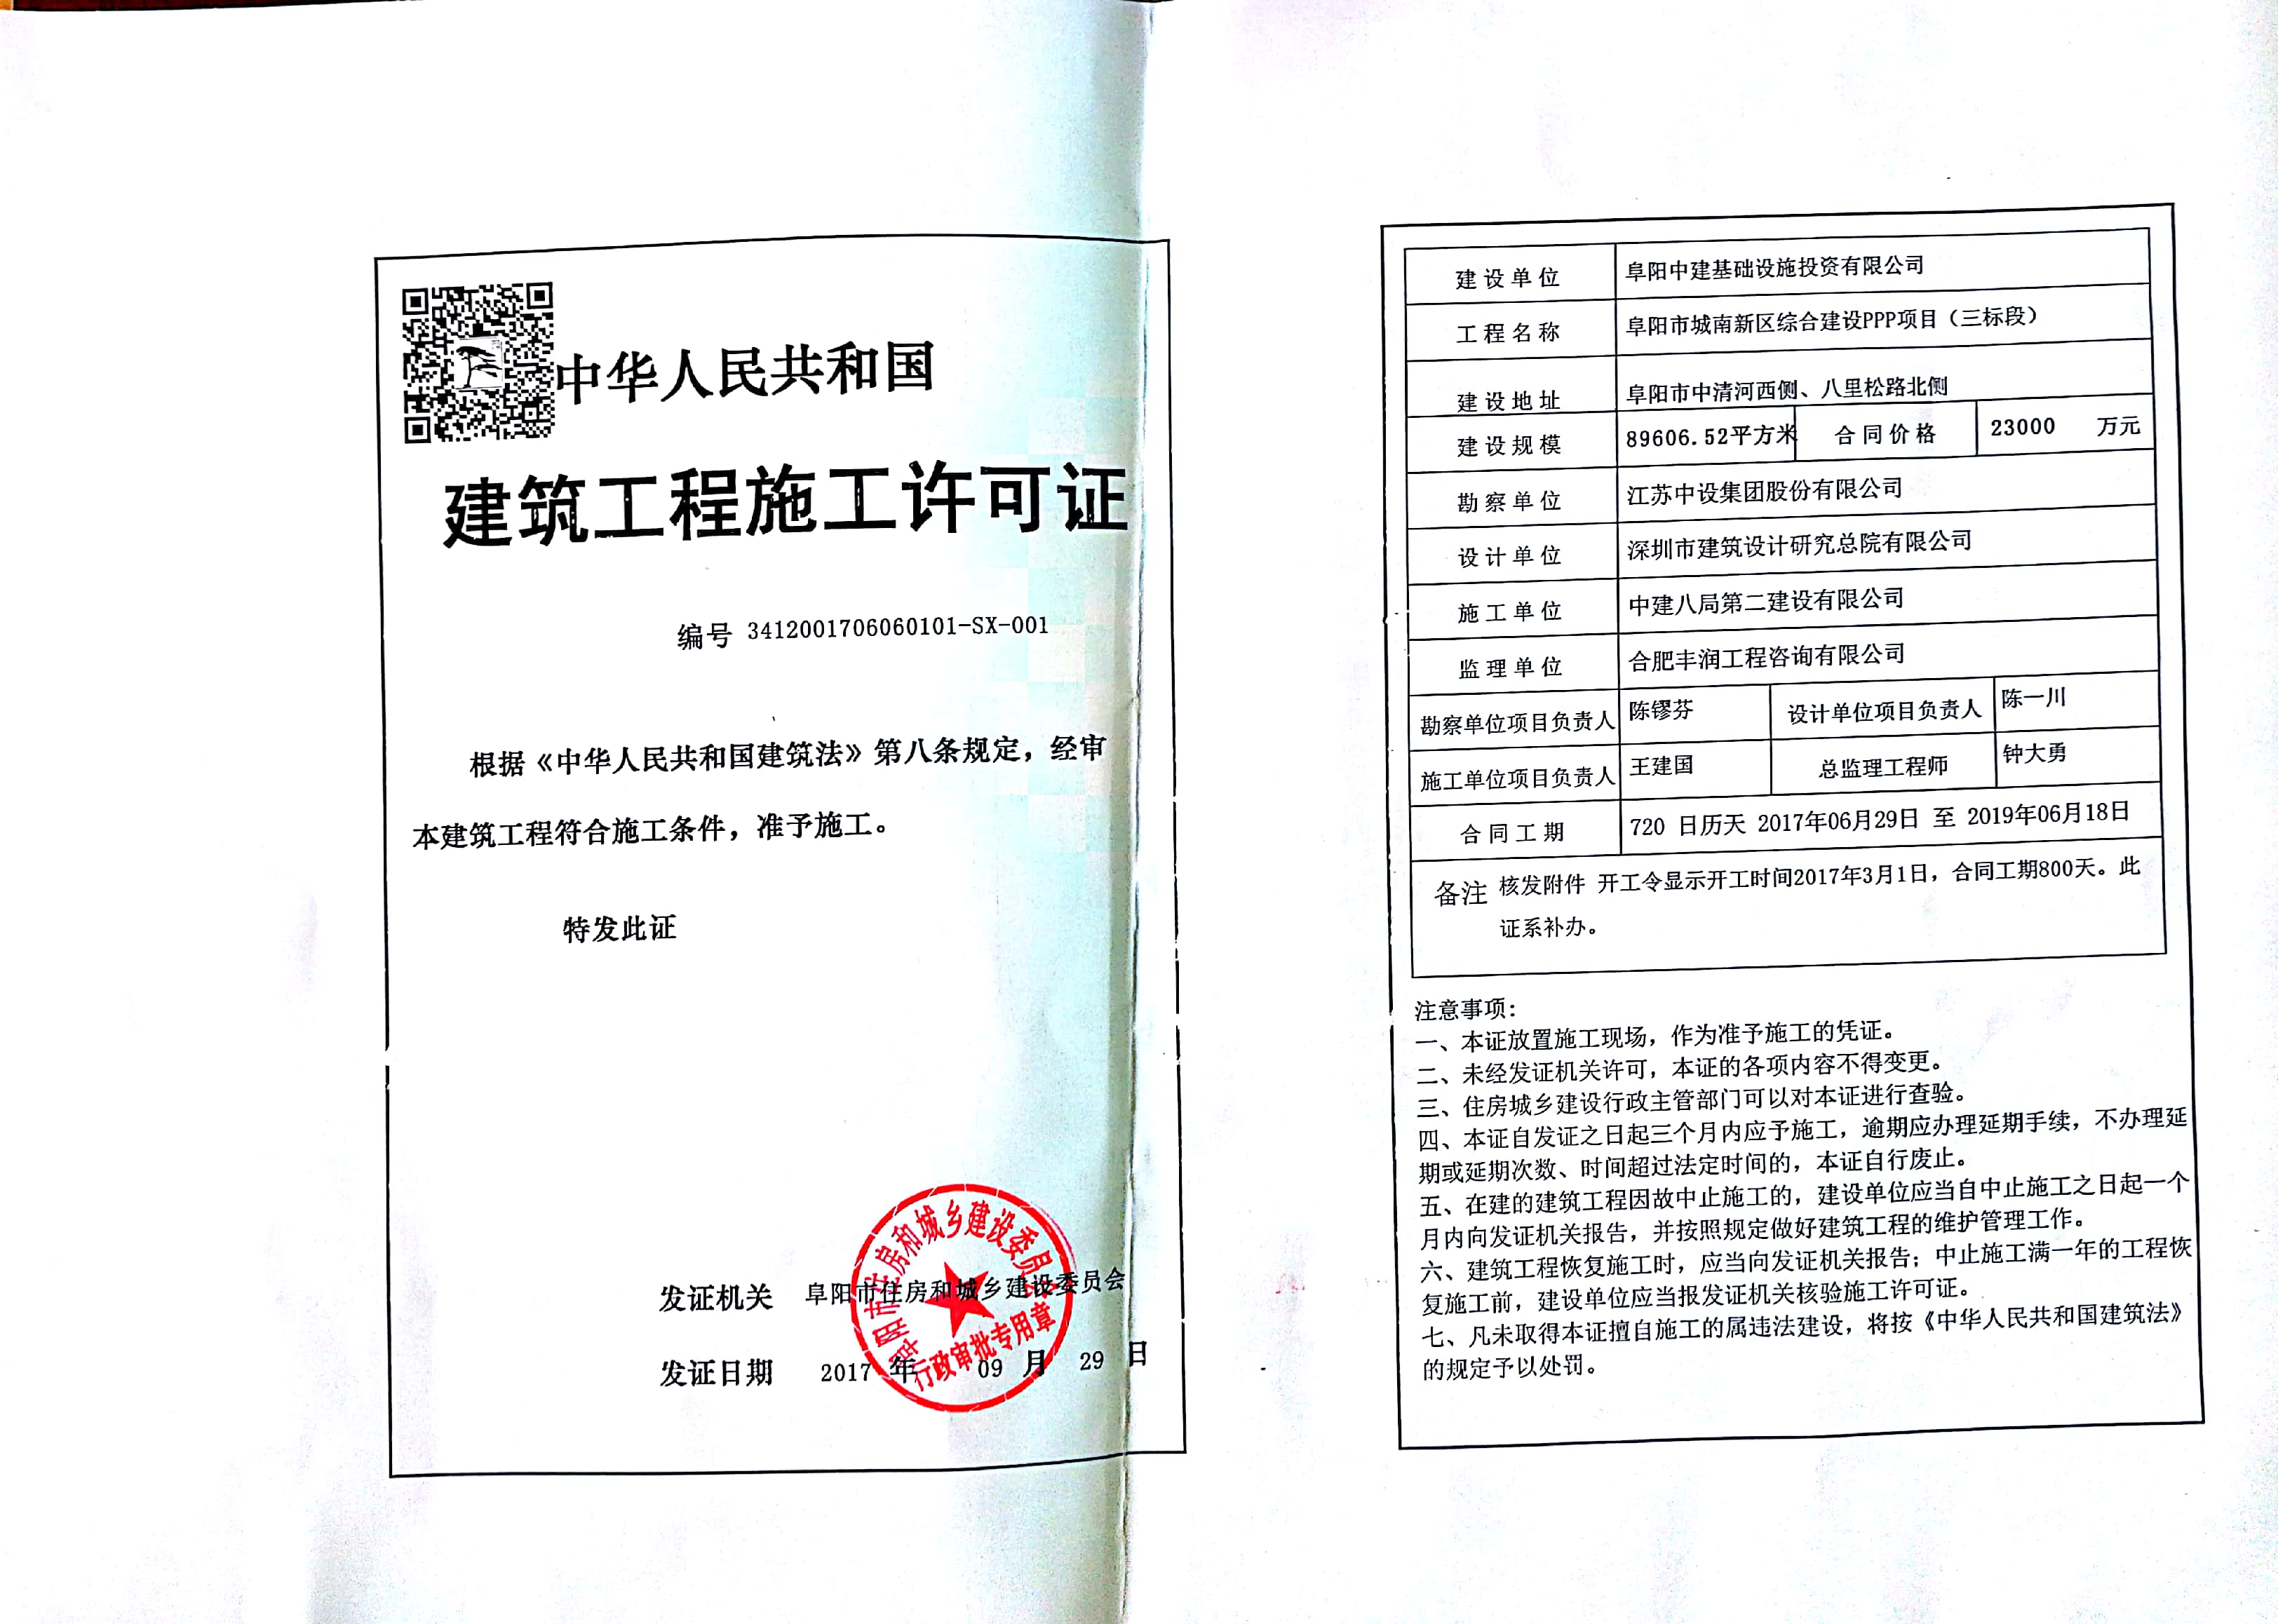 中华人民共和国
建筑工程施工许可证
编号 3412001706060101-SX-001
根据《中华人民共和国建筑法》第八条规定，经审
本建筑工程符合施工条件，准予施工。
特发此证
发证机关 阜阳市住房和城乡建设委员会
发证日期 2017 年 09 月 29 日
阜阳市住房和城乡建设委员会
行政审批专用章
建设单位 阜阳中建基础设施投资有限公司
工程名称 阜阳市城南新区综合建设PPP项目（三标段）
建设地址 阜阳市中清河西侧、八里松路北侧
建设规模 89606.52平方米 合同价格 23000 万元
勘察单位 江苏中设集团股份有限公司
设计单位 深圳市建筑设计研究总院有限公司
施工单位 中建八局第二建设有限公司
监理单位 合肥丰润工程咨询有限公司
勘察单位项目负责人 陈镠芬 设计单位项目负责人 陈一川
施工单位项目负责人 王建国 总监理工程师 钟大勇
合同工期 720 日历天 2017年06月29日 至 2019年06月18日
备注 核发附件 开工令显示开工时间2017年3月1日，合同工期800天。此
证系补办。
注意事项：
一、本证放置施工现场，作为准予施工的凭证。
二、未经发证机关许可，本证的各项内容不得变更。
三、住房城乡建设行政主管部门可以对本证进行查验。
四、本证自发证之日起三个月内应予施工，逾期应办理延期手续，不办理延
期或延期次数、时间超过法定时间的，本证自行废止。
五、在建的建筑工程因故中止施工的，建设单位应当自中止施工之日起一个
月内向发证机关报告，并按照规定做好建筑工程的维护管理工作。
六、建筑工程恢复施工时，应当向发证机关报告；中止施工满一年的工程恢
复施工前，建设单位应当报发证机关核验施工许可证。
七、凡未取得本证擅自施工的属违法建设，将按《中华人民共和国建筑法》
的规定予以处罚。